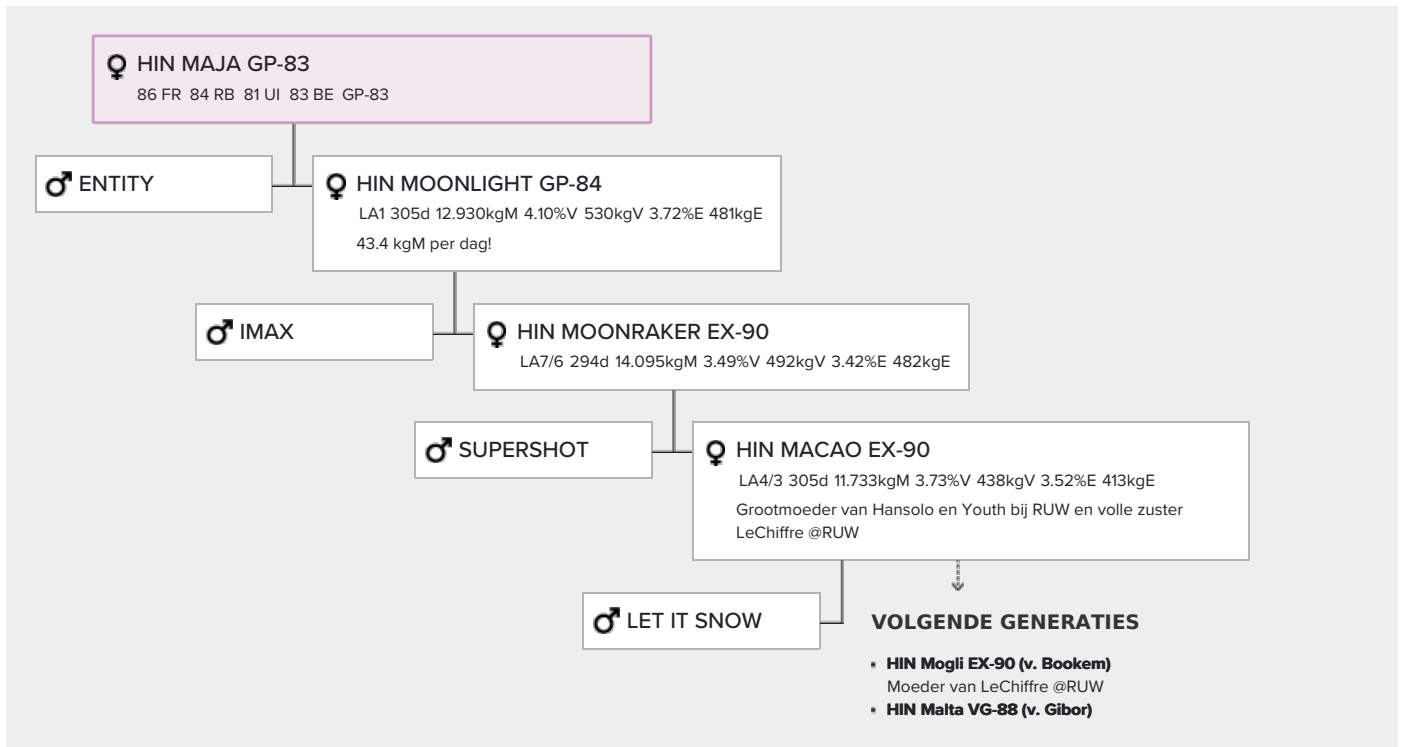 HIN MAJA GP-83
86 FR 84 RB 81 UI 83 BE GP-83
ENTITY
HIN MOONLIGHT GP-84
LA1 305d 12.930kgM 4.10%V 530kgV 3.72%E 481kgE
43.4 kgM per dag!
IMAX
HIN MOONRAKER EX-90
LA7/6 294d 14.095kgM 3.49%V 492kgV 3.42%E 482kgE
SUPERSHOT
HIN MACAO EX-90
LA4/3 305d 11.733kgM 3.73%V 438kgV 3.52%E 413kgE
Grootmoeder van Hansolo en Youth bij RUW en volle zuster
LeChiffre @RUW
LET IT SNOW
VOLGENDE GENERATIES
HIN Mogli EX-90 (v. Bookem)
Moeder van LeChiffre @RUW
HIN Malta VG-88 (v. Gibor)